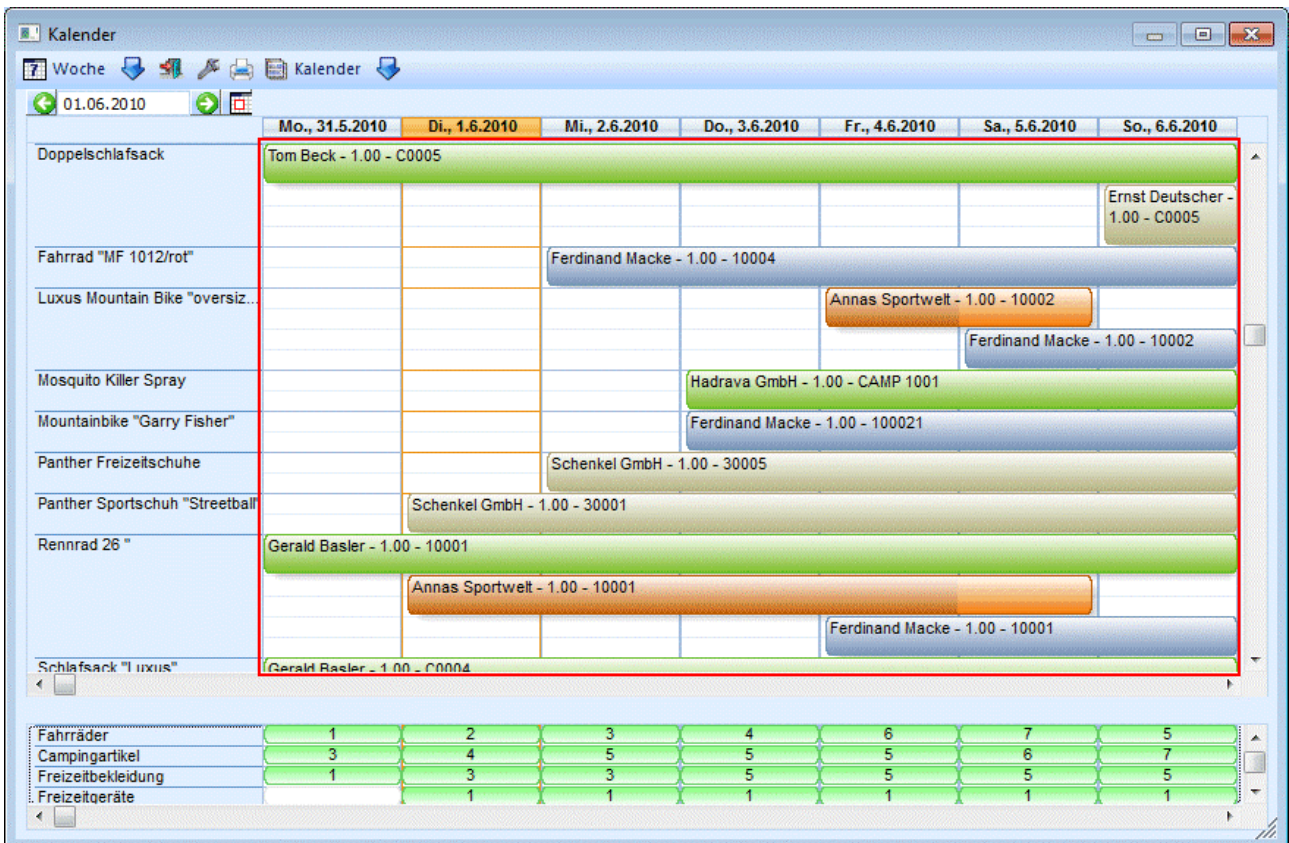 Kalender
Woche Kalender
01.06.2010
Mo., 31.5.2010 Di., 1.6.2010 Mi., 2.6.2010 Do., 3.6.2010 Fr., 4.6.2010 Sa., 5.6.2010 So., 6.6.2010
Doppelschlafsack Tom Beck - 1.00 - C0005
Ernst Deutscher -
1.00 - C0005
Fahrrad "MF 1012/rot" Ferdinand Macke - 1.00 - 10004
Luxus Mountain Bike "oversiz... Annas Sportwelt - 1.00 - 10002
Ferdinand Macke - 1.00 - 10002
Mosquito Killer Spray Hadrava GmbH - 1.00 - CAMP 1001
Mountainbike "Garry Fisher" Ferdinand Macke - 1.00 - 100021
Panther Freizeitschuhe Schenkel GmbH - 1.00 - 30005
Panther Sportschuh "Streetball" Schenkel GmbH - 1.00 - 30001
Rennrad 26 " Gerald Basler - 1.00 - 10001
Annas Sportwelt - 1.00 - 10001
Ferdinand Macke - 1.00 - 10001
Schlafsack "Luxus" Gerald Basler - 1.00 - C0004
Fahrräder 1 2 3 4 6 7 5
Campingartikel 3 4 5 5 5 6 7
Freizeitbekleidung 1 3 3 5 5 5 5
Freizeitgeräte 1 1 1 1 1 1